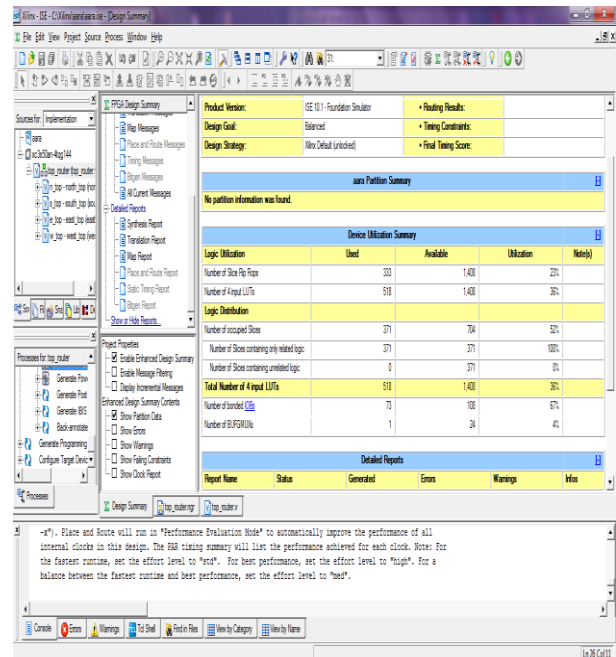 Xilinx - ISE - C:\Xilinx\aara\aara.ise - [Design Summary]
File Edit View Project Source Process Window Help
Sources for: Implementation
aara
xc3s50an-4tqg144
top_router (top_router.
n_top - north_top (nor
s_top - south_top (sou
e_top - east_top (east
w_top - west_top (wes
Processes for: top_router
Generate Pow
Generate Post
Generate IBIS
Back-annotate
Generate Programming
Configure Target Device
Processes
FPGA Design Summary
Map Messages
Place and Route Messages
Timing Messages
Bitgen Messages
All Current Messages
Detailed Reports
Synthesis Report
Translation Report
Map Report
Place and Route Report
Static Timing Report
Bitgen Report
Show or Hide Reports...
Project Properties
Enable Enhanced Design Summary
Enable Message Filtering
Display Incremental Messages
Enhanced Design Summary Contents
Show Partition Data
Show Errors
Show Warnings
Show Failing Constraints
Show Clock Report
Product Version: ISE 10.1 - Foundation Simulator • Routing Results:
Design Goal: Balanced • Timing Constraints:
Design Strategy: Xilinx Default (unlocked) • Final Timing Score:
aara Partition Summary [-]
No partition information was found.
Device Utilization Summary [-]
Logic Utilization Used Available Utilization Note(s)
Number of Slice Flip Flops 333 1,408 23%
Number of 4 input LUTs 518 1,408 36%
Logic Distribution
Number of occupied Slices 371 704 52%
Number of Slices containing only related logic 371 371 100%
Number of Slices containing unrelated logic 0 371 0%
Total Number of 4 input LUTs 518 1,408 36%
Number of bonded IOBs 73 108 67%
Number of BUFGMUXs 1 24 4%
Detailed Reports [-]
Report Name Status Generated Errors Warnings Infos
Design Summary top_router.ngr top_router.v
-x"). Place and Route will run in "Performance Evaluation Mode" to automatically improve the performance of all
internal clocks in this design. The PAR timing summary will list the performance achieved for each clock. Note: For
the fastest runtime, set the effort level to "std". For best performance, set the effort level to "high". For a
balance between the fastest runtime and best performance, set the effort level to "med".
Console Errors Warnings Tcl Shell Find in Files View by Category View by Name
Ln 26 Col 11